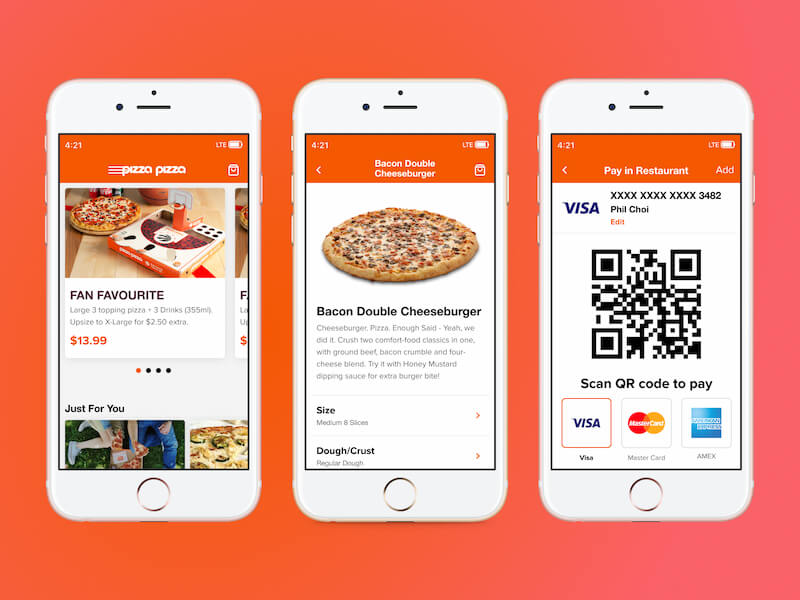 4:21
LTE
pizza pizza
FAN FAVOURITE
Large 3 topping pizza + 3 Drinks (355ml).
Upsize to X-Large for $2.50 extra.
$13.99
Just For You
4:21
LTE
Bacon Double
Cheeseburger
Bacon Double Cheeseburger
Cheeseburger. Pizza. Enough Said - Yeah, we
did it. Crush two comfort-food classics in one,
with ground beef, bacon crumble and four-
cheese blend. Try it with Honey Mustard
dipping sauce for extra burger bite!
Size
Medium 8 Slices
Dough/Crust
Regular Dough
4:21
LTE
Pay in Restaurant
Add
VISA
XXXX XXXX XXXX 3482
Phil Choi
Edit
Scan QR code to pay
VISA
MasterCard
AMERICAN
EXPRESS
Visa
Master Card
AMEX